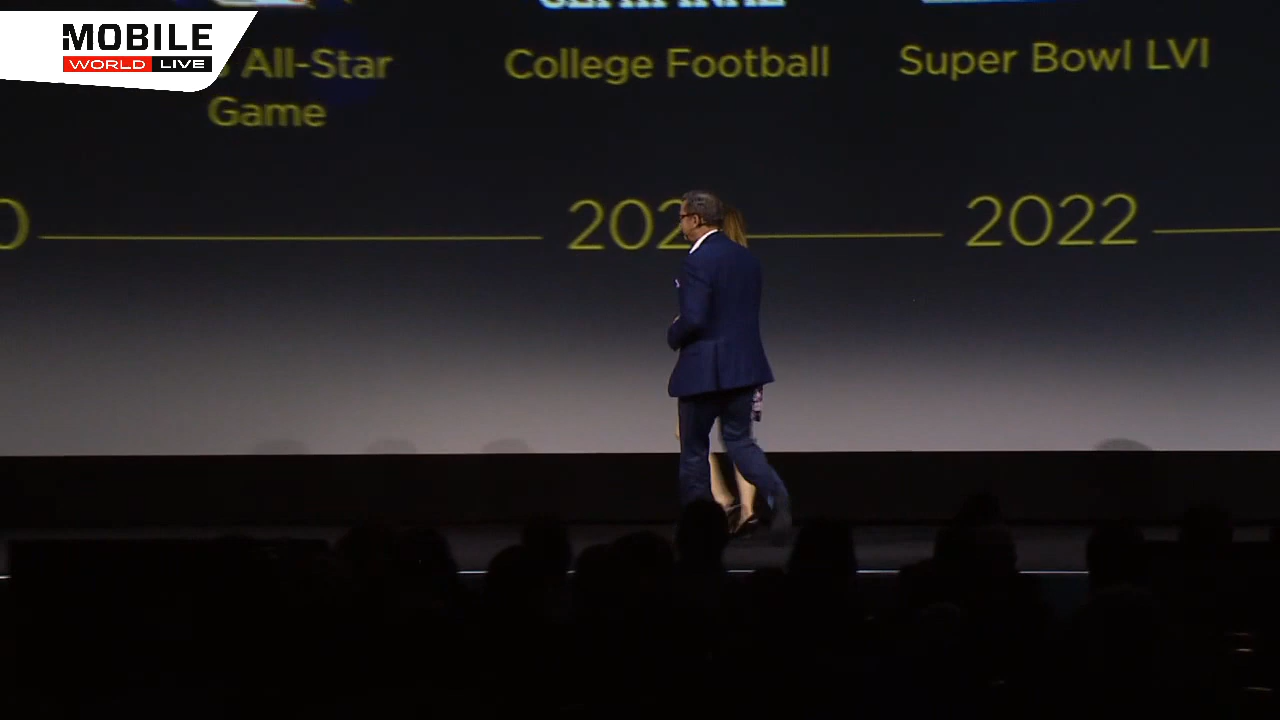 MOBILE
WORLD LIVE
All-Star
Game
College Football
Super Bowl LVI
2022